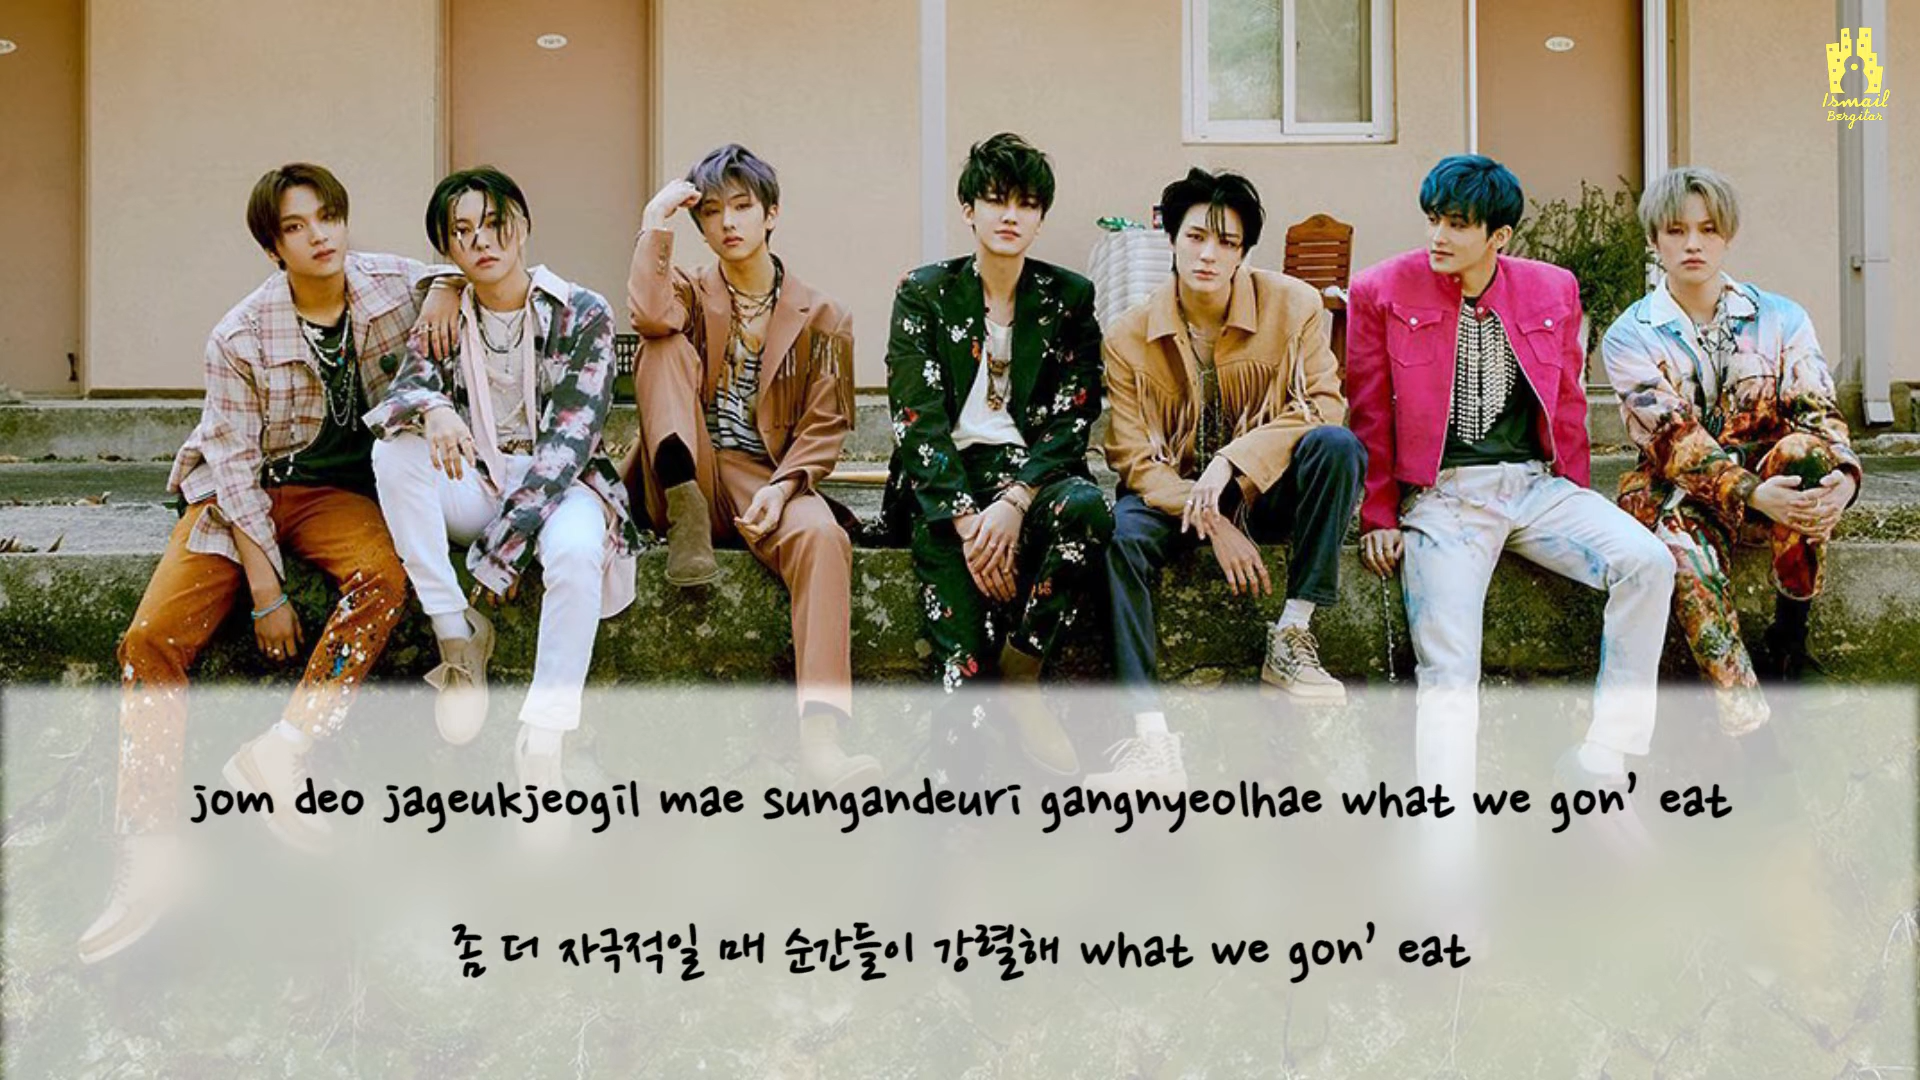 Ismail
Bergitar
jom deo jageukjeogil mae sungandeuri gangnyeolhae what we gon' eat
좀 더 자극적일 매 순간들이 강렬해 what we gon' eat